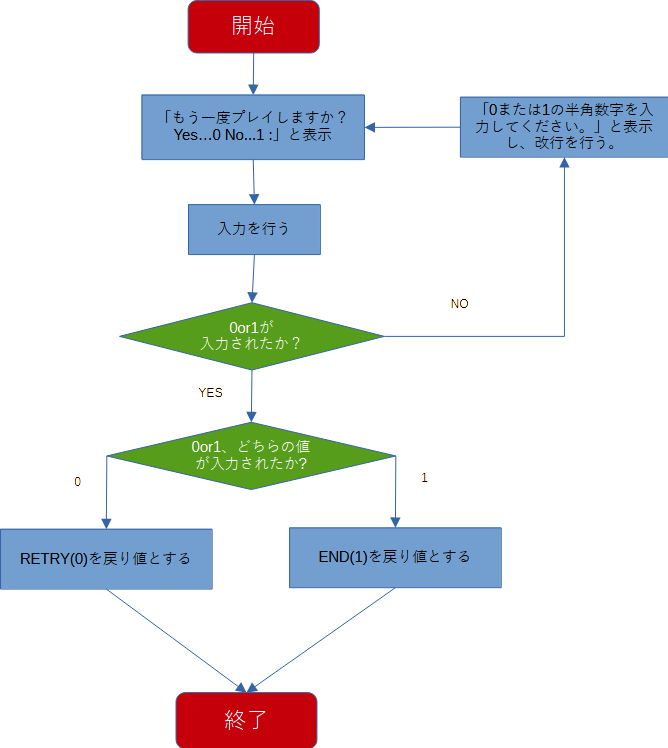 開始
「もう一度プレイしますか？
Yes…0 No...1 :」と表示
「0または1の半角数字を入
力してください。」と表示
し、改行を行う。
入力を行う
0or1が
入力されたか？
NO
YES
0or1、どちらの値
が入力されたか?
0
1
RETRY(0)を戻り値とする
END(1)を戻り値とする
終了